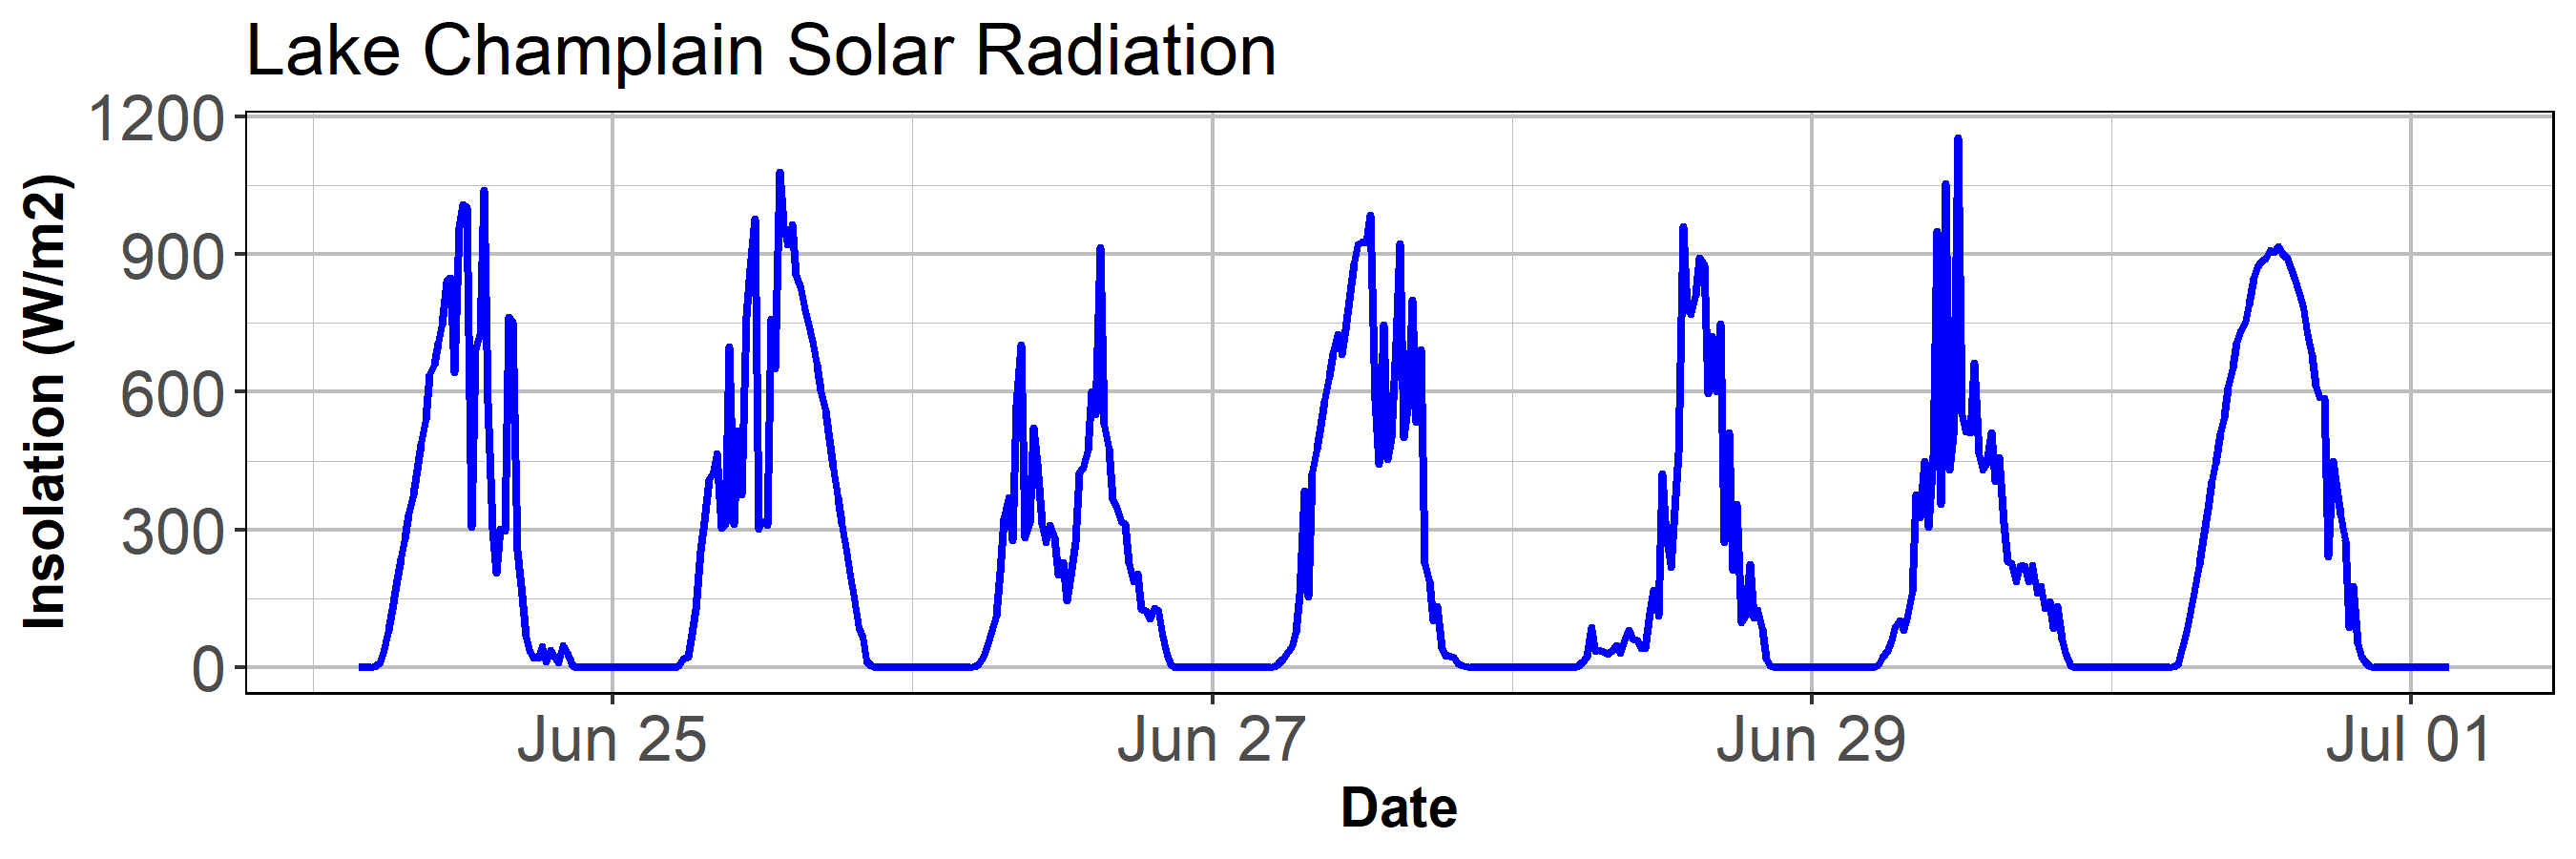 Lake Champlain Solar Radiation
1200
900
600
300
0
Insolation (W/m2)
Jun 25
Jun 27
Jun 29
Jul 01
Date